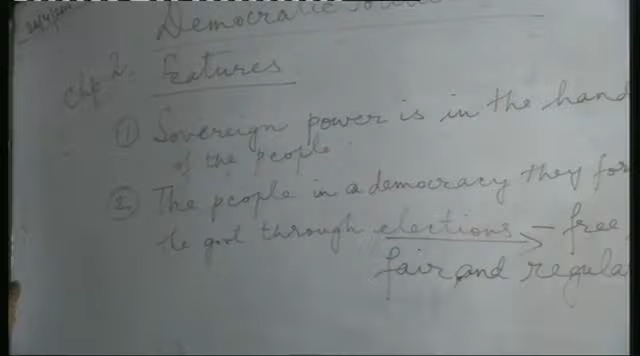 Democratic
Chp 2. Features
① Sovereign power is in the hand
of the people.
② The people in a democracy they for
the govt through elections – free,
fair and regula